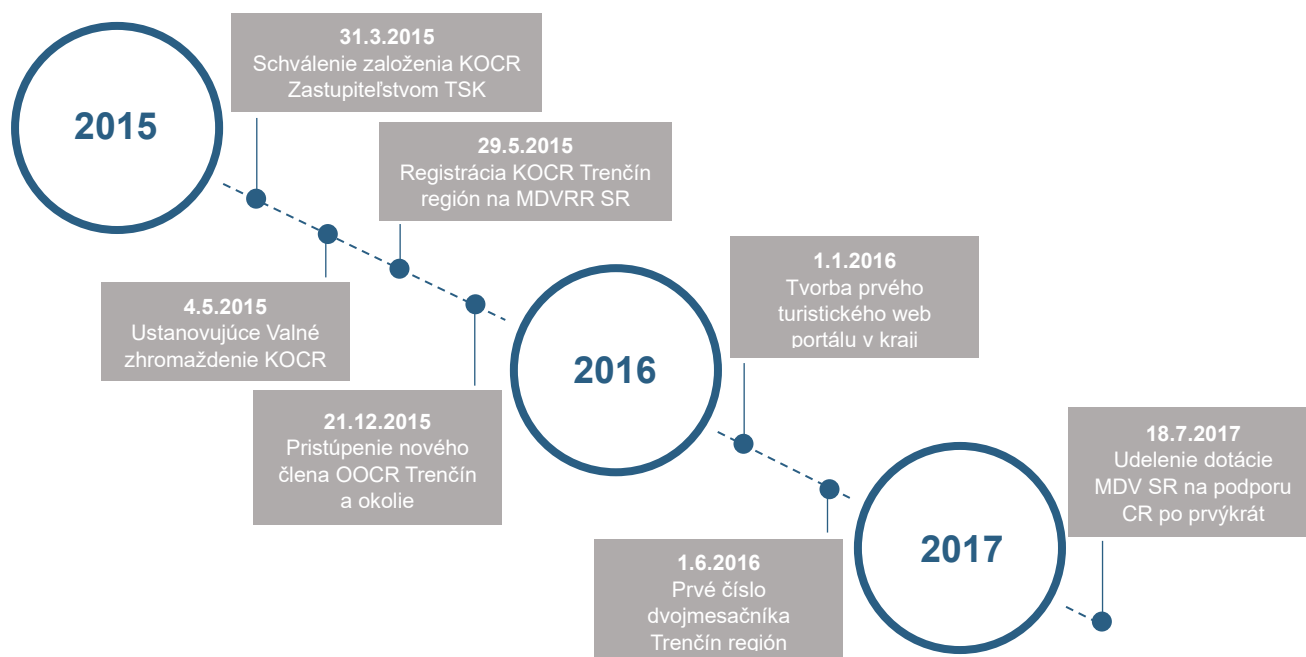 2015
31.3.2015
Schválenie založenia KOCR
Zastupiteľstvom TSK
4.5.2015
Ustanovujúce Valné
zhromaždenie KOCR
29.5.2015
Registrácia KOCR Trenčín
región na MDVRR SR
21.12.2015
Pristúpenie nového
člena OOCR Trenčín
a okolie
2016
1.1.2016
Tvorba prvého
turistického web
portálu v kraji
1.6.2016
Prvé číslo
dvojmesačníka
Trenčín región
2017
18.7.2017
Udelenie dotácie
MDV SR na podporu
CR po prvýkrát